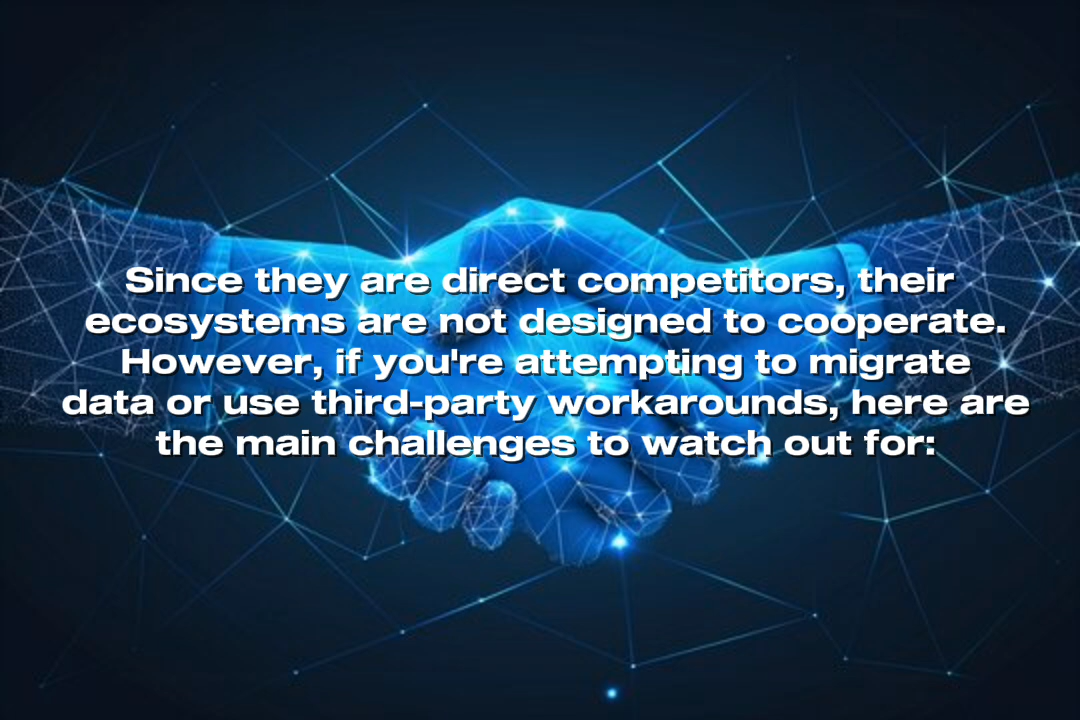 Since they are direct competitors, their
ecosystems are not designed to cooperate.
However, if you're attempting to migrate
data or use third-party workarounds, here are
the main challenges to watch out for: